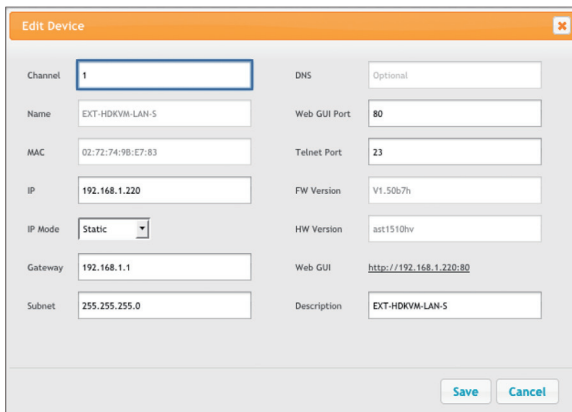 Edit Device
Channel 1
DNS Optional
Name EXT-HDKVM-LAN-S
Web GUI Port 80
MAC 02:72:74:9B:E7:83
Telnet Port 23
IP 192.168.1.220
FW Version V1.50b7h
IP Mode Static
HW Version ast1510hv
Gateway 192.168.1.1
Web GUI http://192.168.1.220:80
Subnet 255.255.255.0
Description EXT-HDKVM-LAN-S
Save Cancel